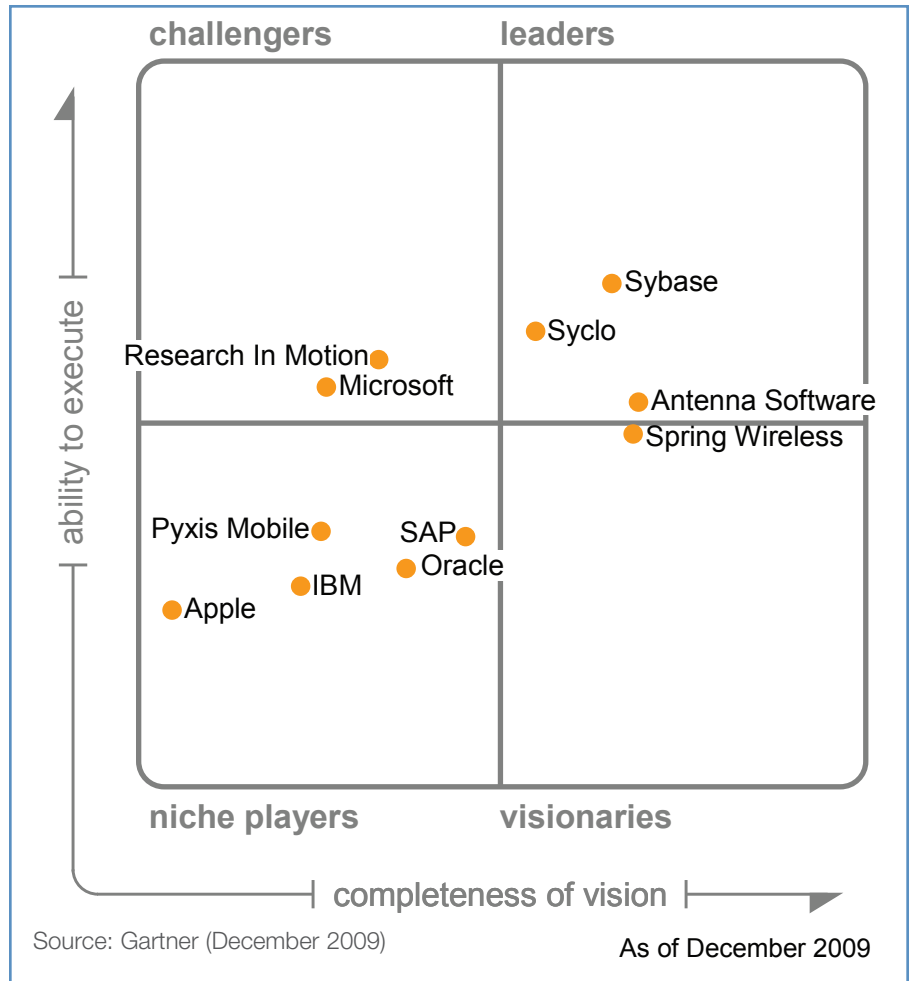 challengers
leaders
Sybase
Syclo
Research In Motion
Microsoft
Antenna Software
Spring Wireless
ability to execute
Pyxis Mobile
SAP
Oracle
IBM
Apple
niche players
visionaries
completeness of vision
Source: Gartner (December 2009)
As of December 2009